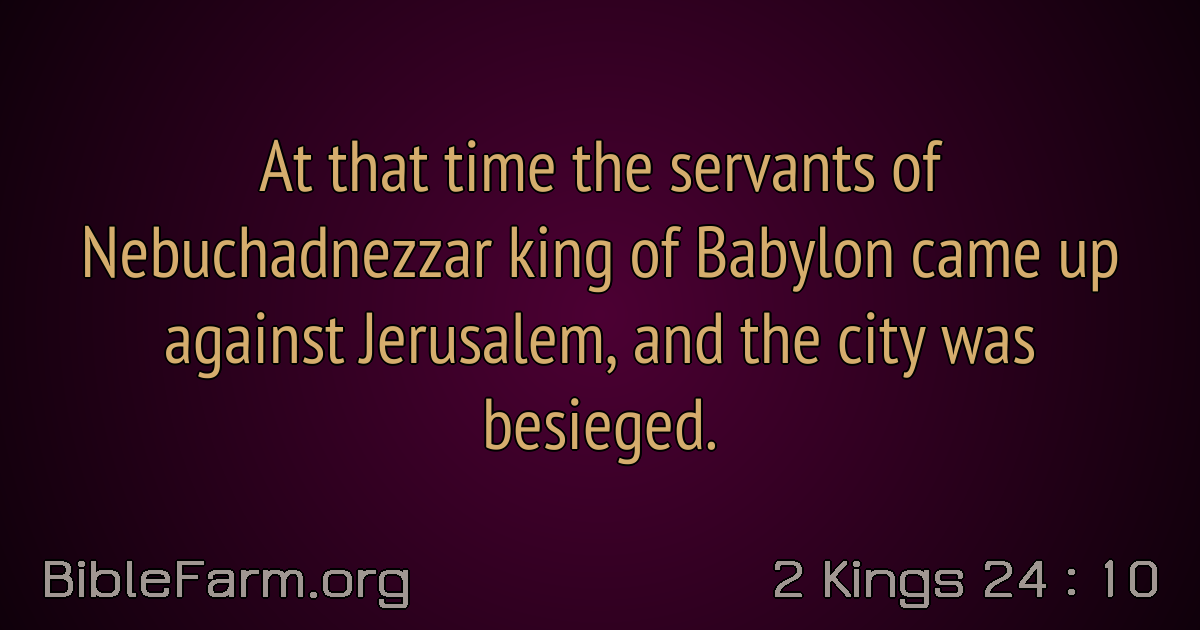 At that time the servants of
Nebuchadnezzar king of Babylon came up
against Jerusalem, and the city was
besieged.
BibleFarm.org
2 Kings 24 : 10